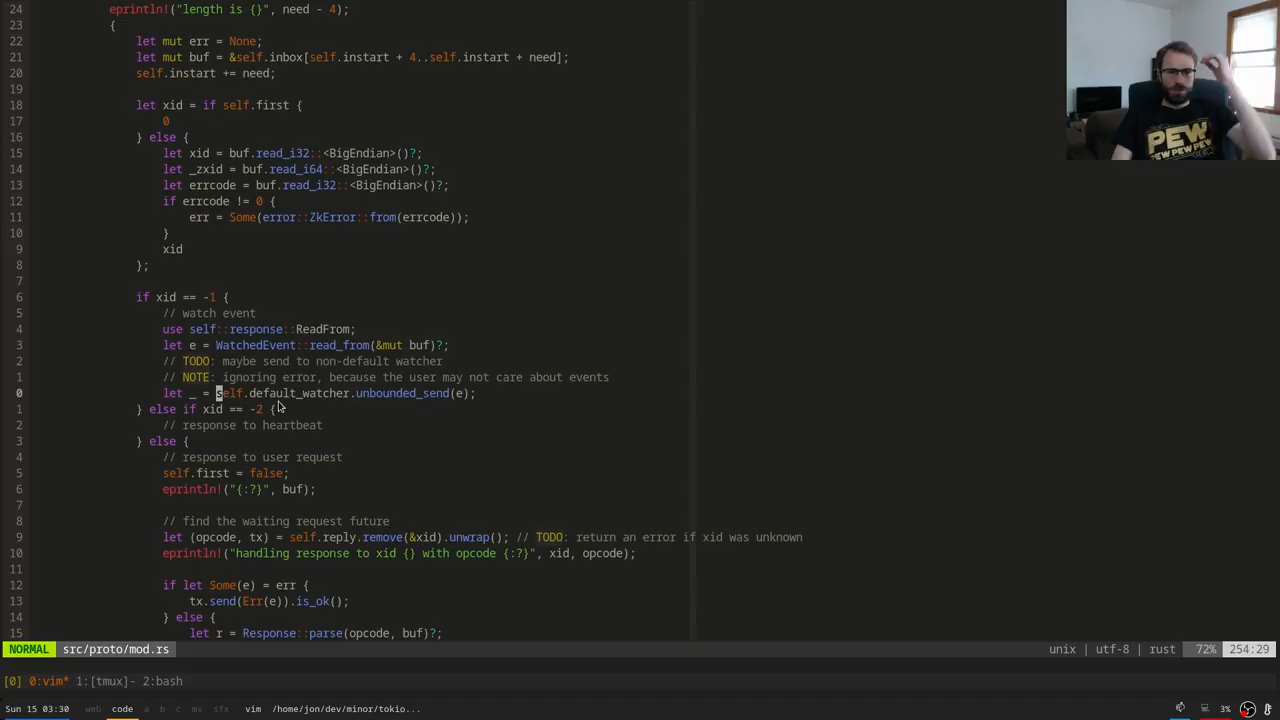 24 eprintln!("length is {}", need - 4);
23 {
22 let mut err = None;
21 let mut buf = &self.inbox[self.instart + 4..self.instart + need];
20 self.instart += need;
19
18 let xid = if self.first {
17 0
16 } else {
15 let xid = buf.read_i32::<BigEndian>()?;
14 let _zxid = buf.read_i64::<BigEndian>()?;
13 let errcode = buf.read_i32::<BigEndian>()?;
12 if errcode != 0 {
11 err = Some(error::ZkError::from(errcode));
10 }
9 xid
8 };
7
6 if xid == -1 {
5 // watch event
4 use self::response::ReadFrom;
3 let e = WatchedEvent::read_from(&mut buf)?;
2 // TODO: maybe send to non-default watcher
1 // NOTE: ignoring error, because the user may not care about events
0 let _ = self.default_watcher.unbounded_send(e);
1 } else if xid == -2 {
2 // response to heartbeat
3 } else {
4 // response to user request
5 self.first = false;
6 eprintln!("{:?}", buf);
7
8 // find the waiting request future
9 let (opcode, tx) = self.reply.remove(&xid).unwrap(); // TODO: return an error if xid was unknown
10 eprintln!("handling response to xid {} with opcode {:?}", xid, opcode);
11
12 if let Some(e) = err {
13 tx.send(Err(e)).is_ok();
14 } else {
15 let r = Response::parse(opcode, buf)?;
NORMAL src/proto/mod.rs unix | utf-8 | rust 72% 254:29
[0] 0:vim* 1:[tmux]- 2:bash
Sun 15 03:30 web code a b c mx sfx vim /home/jon/dev/minor/tokio... 3%
PEW
PEW PEW PEW